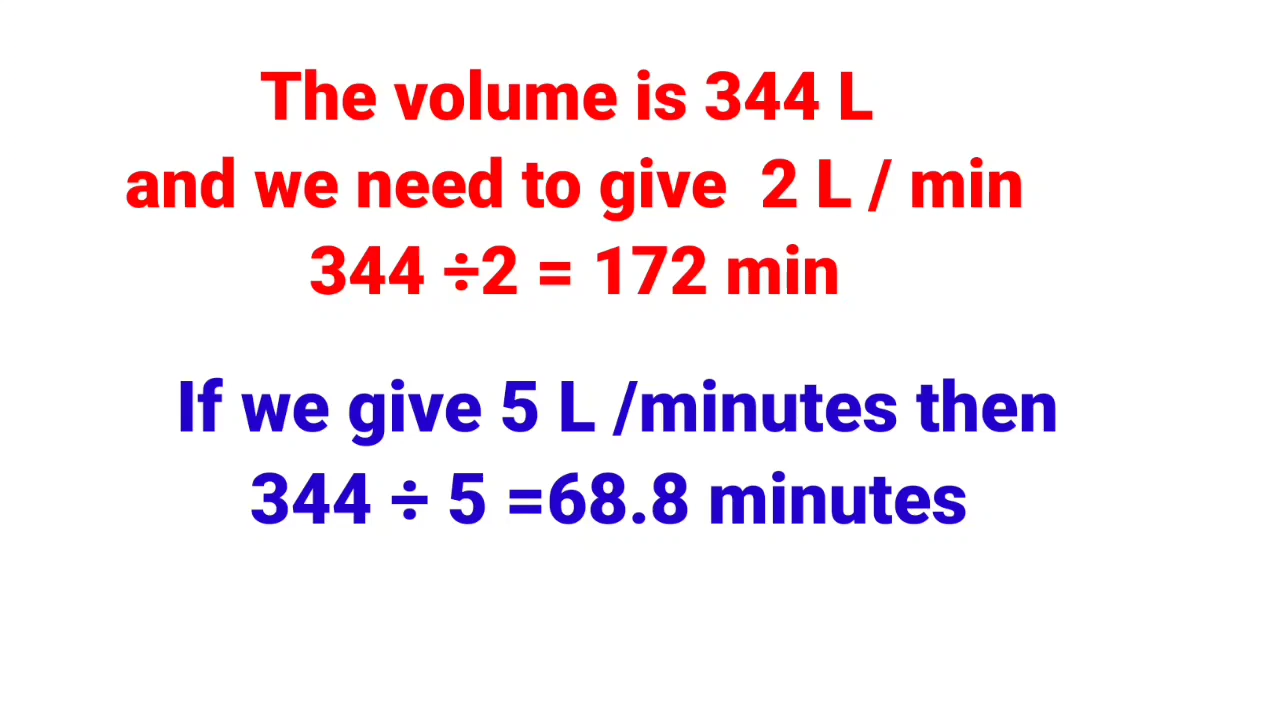 The volume is 344 L
and we need to give 2 L / min
344 ÷2 = 172 min
If we give 5 L /minutes then
344 ÷ 5 =68.8 minutes